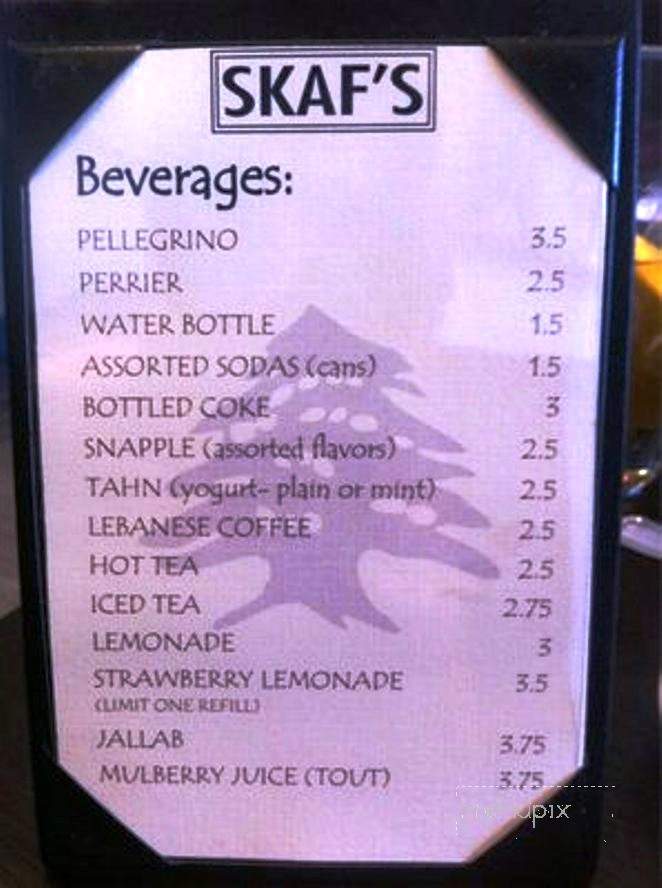 SKAF'S
Beverages:
PELLEGRINO 3.5
PERRIER 2.5
WATER BOTTLE 1.5
ASSORTED SODAS (cans) 1.5
BOTTLED COKE 3
SNAPPLE (assorted flavors) 2.5
TAHN (yogurt- plain or mint) 2.5
LEBANESE COFFEE 2.5
HOT TEA 2.5
ICED TEA 2.75
LEMONADE 3
STRAWBERRY LEMONADE 3.5
(LIMIT ONE REFILL)
JALLAB 3.75
MULBERRY JUICE (TOUT) 3.75